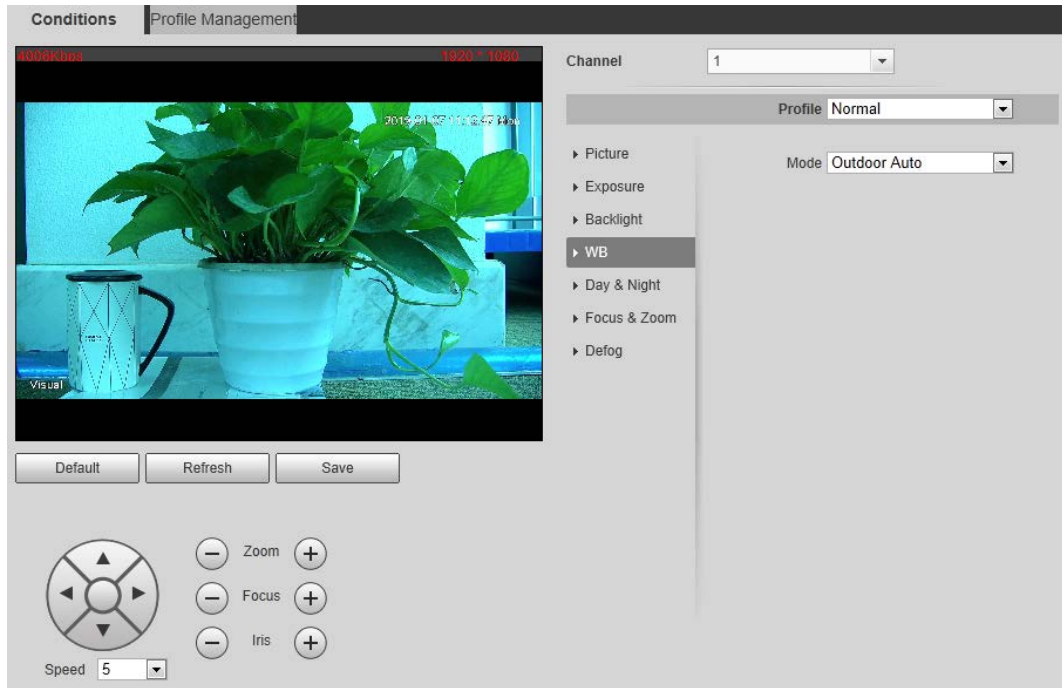 Conditions
Profile Management
4006Kbps 1920 * 1080
Visual
Default Refresh Save
Zoom
Focus
Iris
Speed 5
Channel 1
Profile Normal
Picture
Exposure
Backlight
WB
Day & Night
Focus & Zoom
Defog
Mode Outdoor Auto